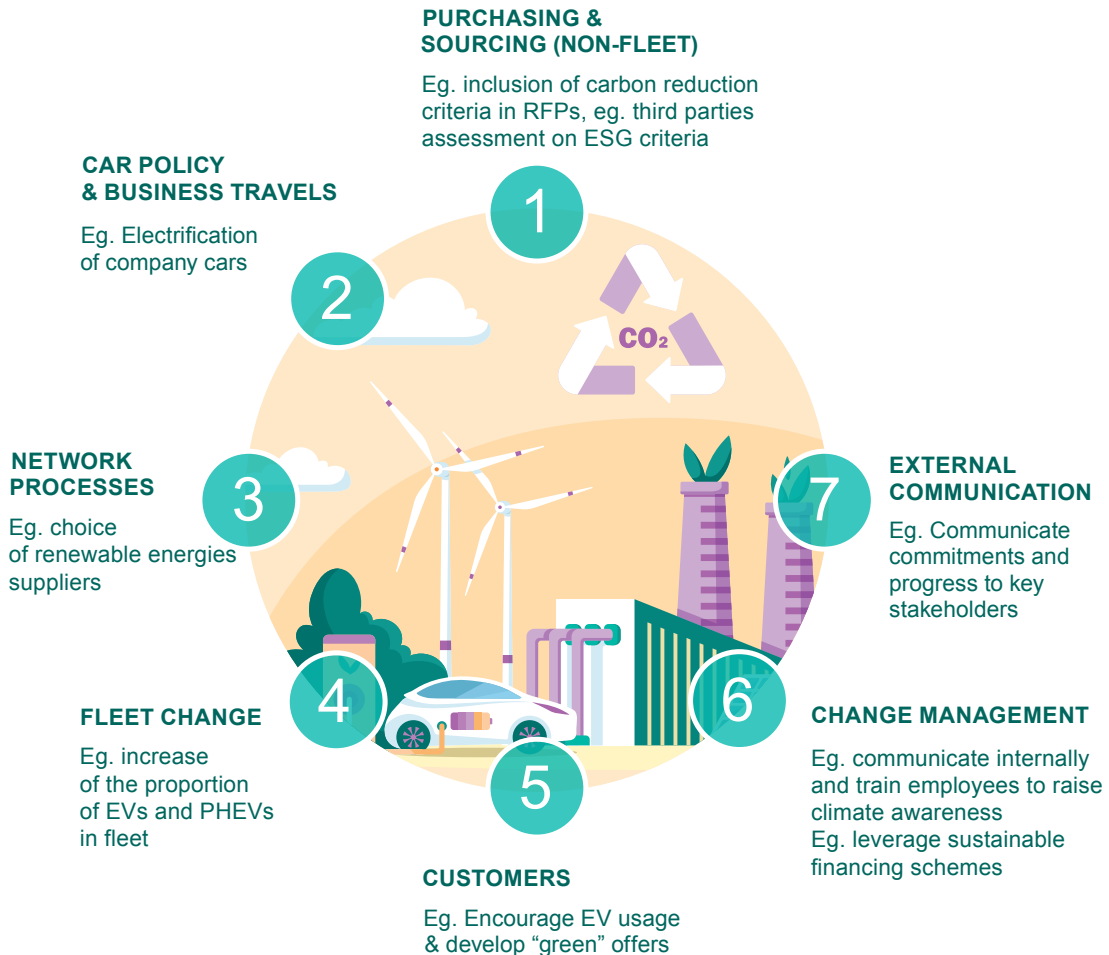 PURCHASING &
SOURCING (NON-FLEET)
Eg. inclusion of carbon reduction
criteria in RFPs, eg. third parties
assessment on ESG criteria
1
CAR POLICY
& BUSINESS TRAVELS
Eg. Electrification
of company cars
2
NETWORK
PROCESSES
Eg. choice
of renewable energies
suppliers
3
FLEET CHANGE
Eg. increase
of the proportion
of EVs and PHEVs
in fleet
4
CUSTOMERS
Eg. Encourage EV usage
& develop “green” offers
5
CHANGE MANAGEMENT
Eg. communicate internally
and train employees to raise
climate awareness
Eg. leverage sustainable
financing schemes
6
EXTERNAL
COMMUNICATION
Eg. Communicate
commitments and
progress to key
stakeholders
7
CO₂